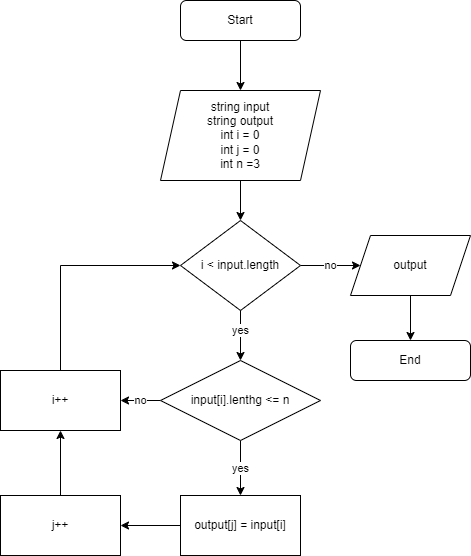 Start
string input
string output
int i = 0
int j = 0
int n =3
i < input.length
no
output
yes
End
i++
no
input[i].lenthg <= n
yes
j++
output[j] = input[i]